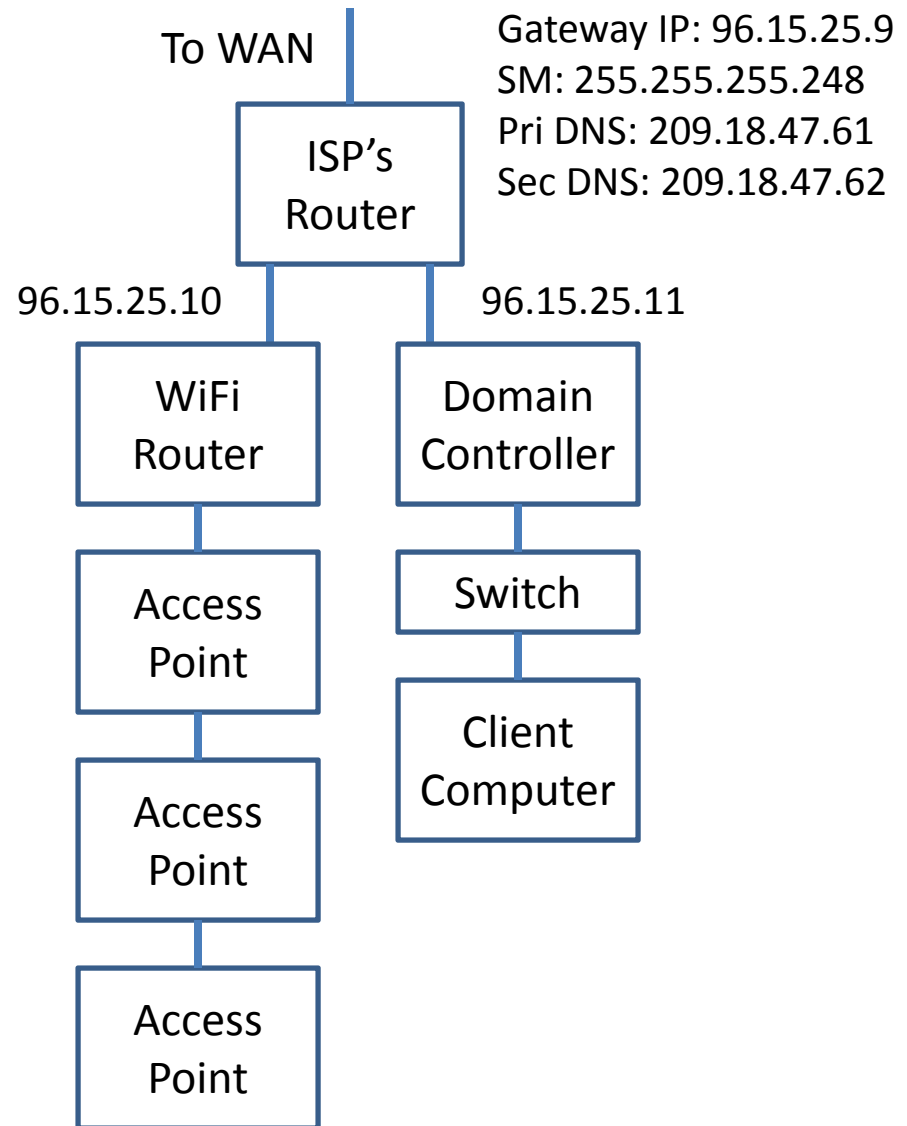 To WAN
Gateway IP: 96.15.25.9
SM: 255.255.255.248
Pri DNS: 209.18.47.61
Sec DNS: 209.18.47.62
ISP’s
Router
96.15.25.10
96.15.25.11
WiFi
Router
Domain
Controller
Access
Point
Switch
Client
Computer
Access
Point
Access
Point